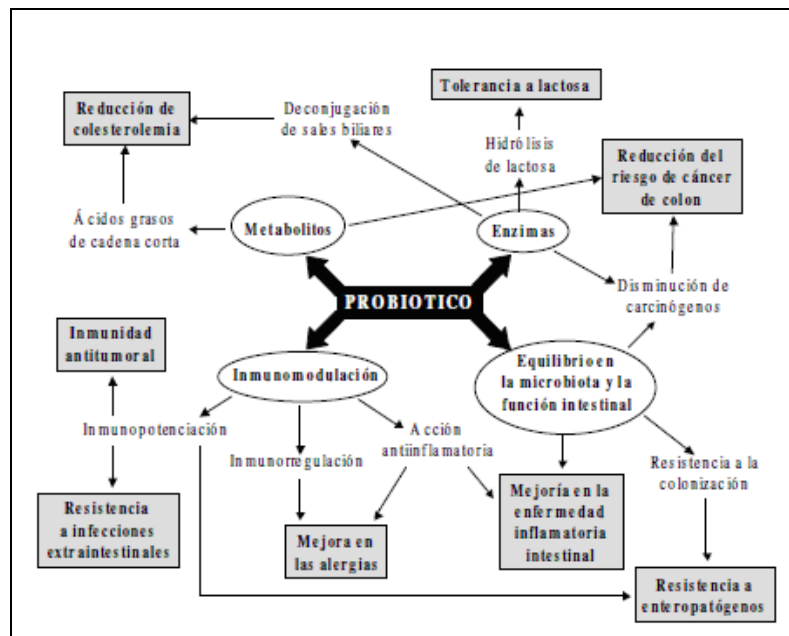 Tolerancia a lactosa
Reducción de
colesterolemia
Deconjugación
de sales biliares
Hidrólisis
de lactosa
Reducción del
riesgo de cáncer
de colon
Ácidos grasos
de cadena corta
Metabolitos
Enzimas
Disminución de
carcinógenos
PROBIOTICO
Inmunidad
antitumoral
Inmunomodulación
Equilibrio en
la microbiota y la
función intestinal
Inmunopotenciación
Acción
antiinflamatoria
Inmunorregulación
Resistencia a la
colonización
Resistencia
a infecciones
extraintestinales
Mejora en
las alergias
Mejoría en la
enfermedad
inflamatoria
intestinal
Resistencia a
enteropatógenos